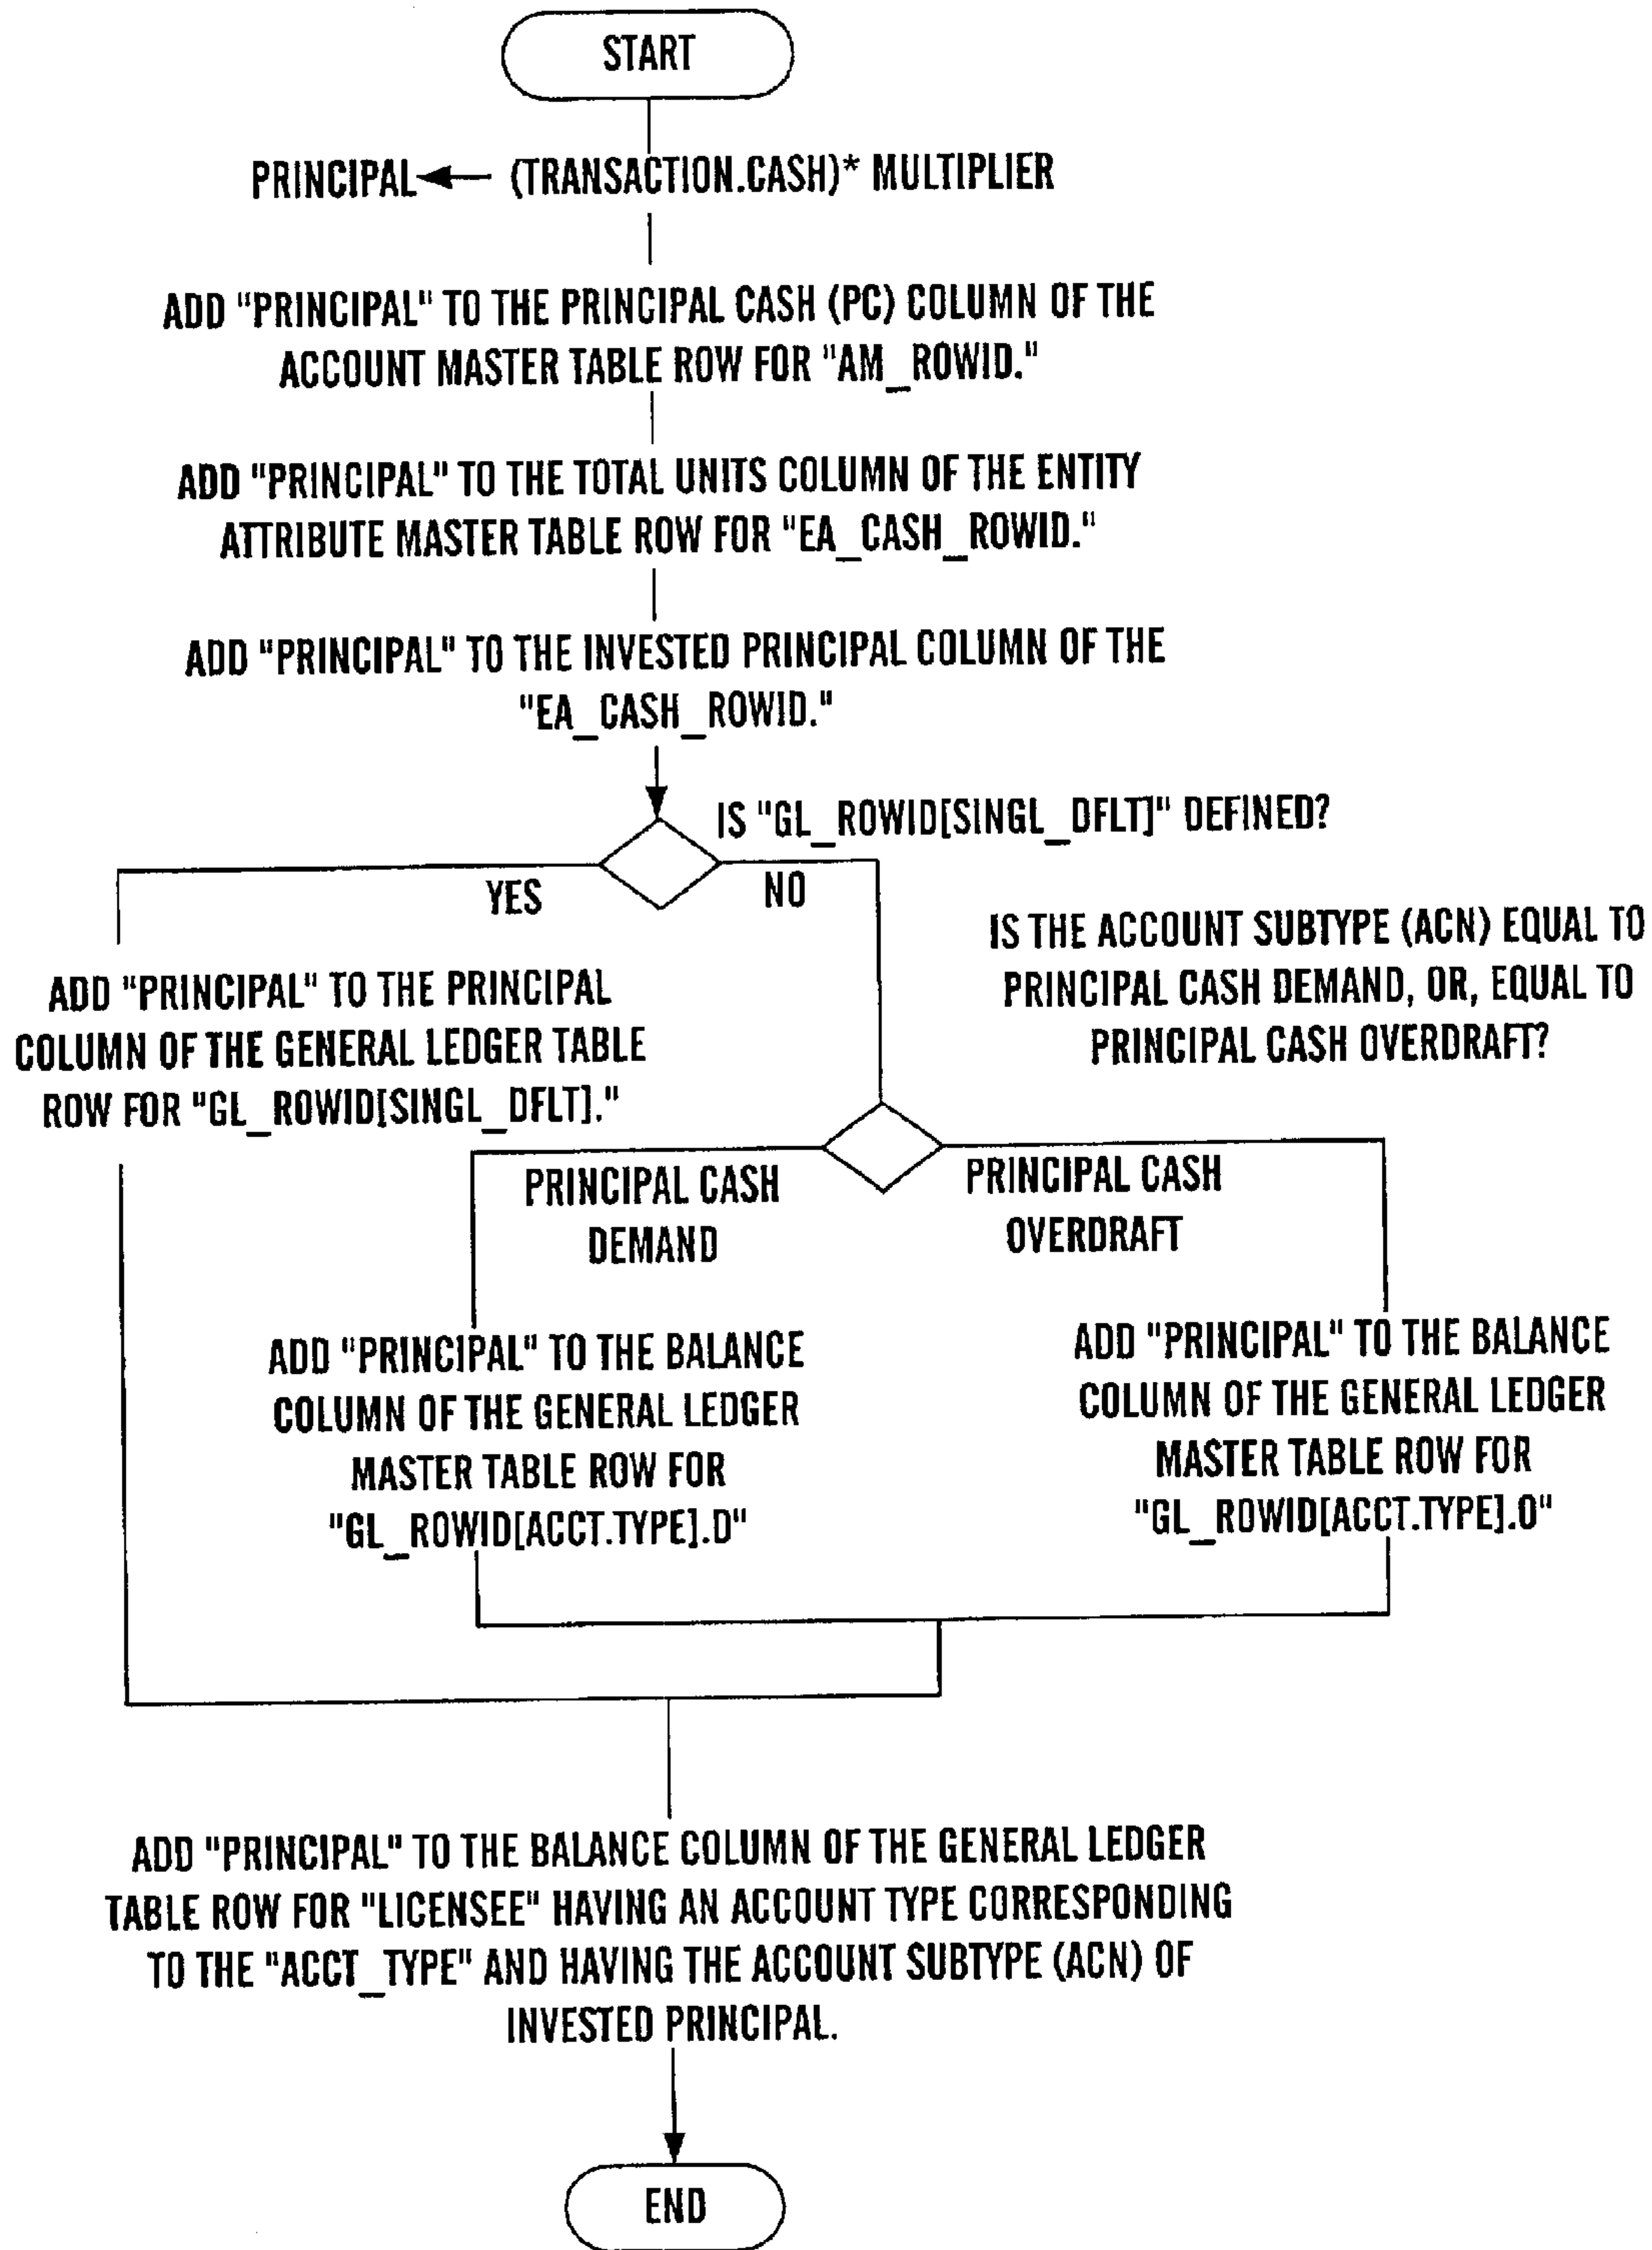 START
PRINCIPAL ← (TRANSACTION.CASH)* MULTIPLIER
ADD "PRINCIPAL" TO THE PRINCIPAL CASH (PC) COLUMN OF THE
ACCOUNT MASTER TABLE ROW FOR "AM_ROWID."
ADD "PRINCIPAL" TO THE TOTAL UNITS COLUMN OF THE ENTITY
ATTRIBUTE MASTER TABLE ROW FOR "EA_CASH_ROWID."
ADD "PRINCIPAL" TO THE INVESTED PRINCIPAL COLUMN OF THE
"EA_CASH_ROWID."
IS "GL_ROWID[SINGL_DFLT]" DEFINED?
YES
NO
ADD "PRINCIPAL" TO THE PRINCIPAL
COLUMN OF THE GENERAL LEDGER TABLE
ROW FOR "GL_ROWID[SINGL_DFLT]."
IS THE ACCOUNT SUBTYPE (ACN) EQUAL TO
PRINCIPAL CASH DEMAND, OR, EQUAL TO
PRINCIPAL CASH OVERDRAFT?
PRINCIPAL CASH
DEMAND
PRINCIPAL CASH
OVERDRAFT
ADD "PRINCIPAL" TO THE BALANCE
COLUMN OF THE GENERAL LEDGER
MASTER TABLE ROW FOR
"GL_ROWID[ACCT.TYPE].D"
ADD "PRINCIPAL" TO THE BALANCE
COLUMN OF THE GENERAL LEDGER
MASTER TABLE ROW FOR
"GL_ROWID[ACCT.TYPE].O"
ADD "PRINCIPAL" TO THE BALANCE COLUMN OF THE GENERAL LEDGER
TABLE ROW FOR "LICENSEE" HAVING AN ACCOUNT TYPE CORRESPONDING
TO THE "ACCT_TYPE" AND HAVING THE ACCOUNT SUBTYPE (ACN) OF
INVESTED PRINCIPAL.
END